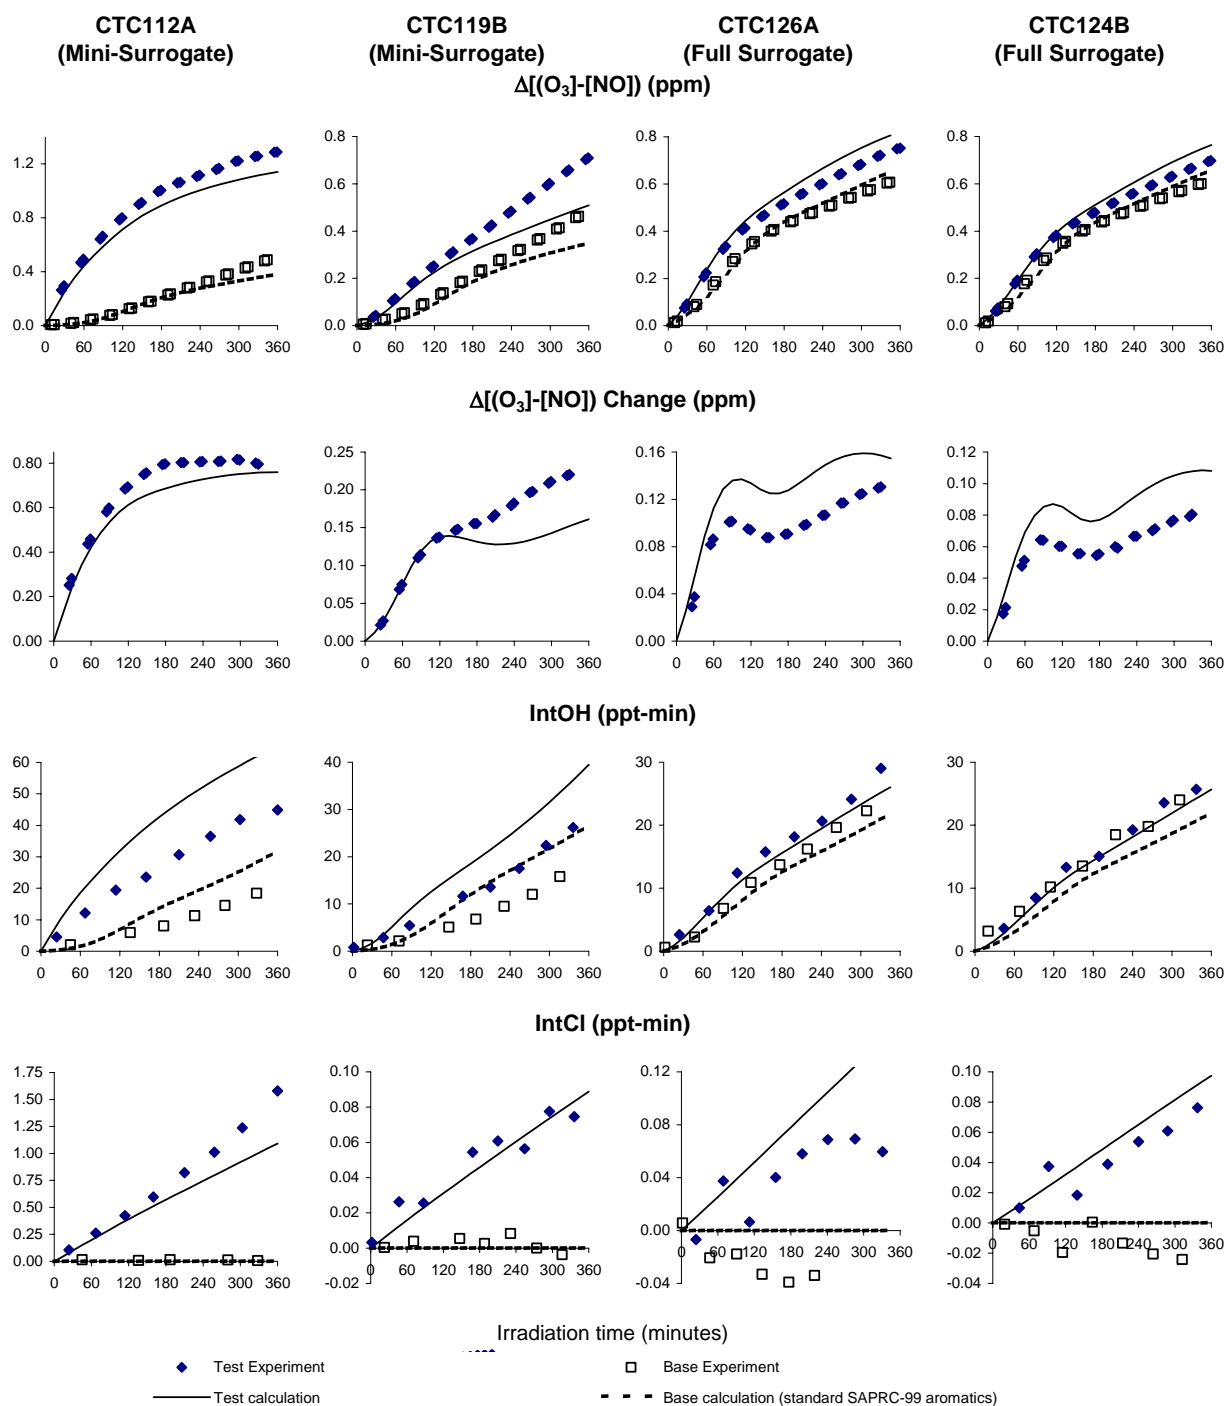 CTC112A CTC119B CTC126A CTC124B
(Mini-Surrogate) (Mini-Surrogate) (Full Surrogate) (Full Surrogate)
Δ[(O₃]-[NO]) (ppm)
1.2 0.8 0.4 0.0
0 60 120 180 240 300 360
0.8 0.6 0.4 0.2 0.0
0 60 120 180 240 300 360
0.8 0.6 0.4 0.2 0.0
0 60 120 180 240 300 360
0.8 0.6 0.4 0.2 0.0
0 60 120 180 240 300 360
Δ[(O₃]-[NO]) Change (ppm)
0.80 0.60 0.40 0.20 0.00
0 60 120 180 240 300 360
0.25 0.20 0.15 0.10 0.05 0.00
0 60 120 180 240 300 360
0.16 0.12 0.08 0.04 0.00
0 60 120 180 240 300 360
0.12 0.10 0.08 0.06 0.04 0.02 0.00
0 60 120 180 240 300 360
IntOH (ppt-min)
60 50 40 30 20 10 0
0 60 120 180 240 300 360
40 30 20 10 0
0 60 120 180 240 300 360
30 20 10 0
0 60 120 180 240 300 360
30 20 10 0
0 60 120 180 240 300 360
IntCl (ppt-min)
1.75 1.50 1.25 1.00 0.75 0.50 0.25 0.00
0 60 120 180 240 300 360
0.10 0.08 0.06 0.04 0.02 0.00 -0.02
0 60 120 180 240 300 360
0.12 0.08 0.04 0.00 -0.04
0 60 120 180 240 300 360
0.10 0.08 0.06 0.04 0.02 0.00 -0.02 -0.04
0 60 120 180 240 300 360
Irradiation time (minutes)
Test Experiment Base Experiment
Test calculation Base calculation (standard SAPRC-99 aromatics)